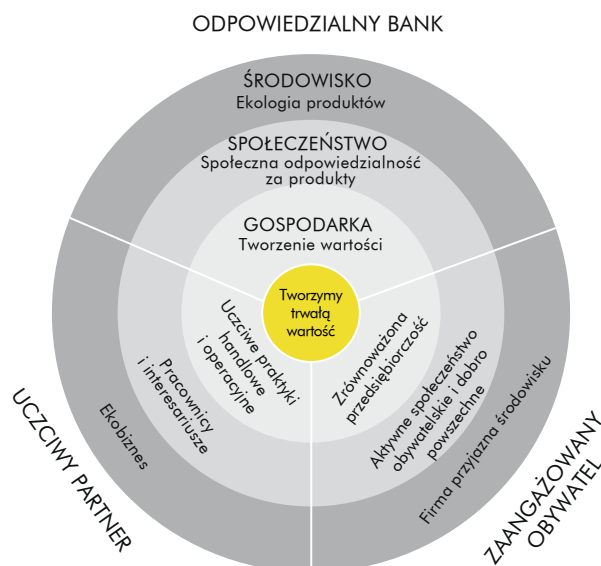 ODPOWIEDZIALNY BANK
ŚRODOWISKO
Ekologia produktów
SPOŁECZEŃSTWO
Społeczna odpowiedzialność
za produkty
GOSPODARKA
Tworzenie wartości
Tworzymy
trwałą
wartość
Uczciwe praktyki
handlowe
i operacyjne
Pracownicy
i interesariusze
Ekobiznes
UCZCIWY PARTNER
Zrównoważona
przedsiębiorczość
Aktywne społeczeństwo
obywatelskie i dobro
powszechne
Firma przyjazna środowisku
ZAANGAŻOWANY
OBYWATEL